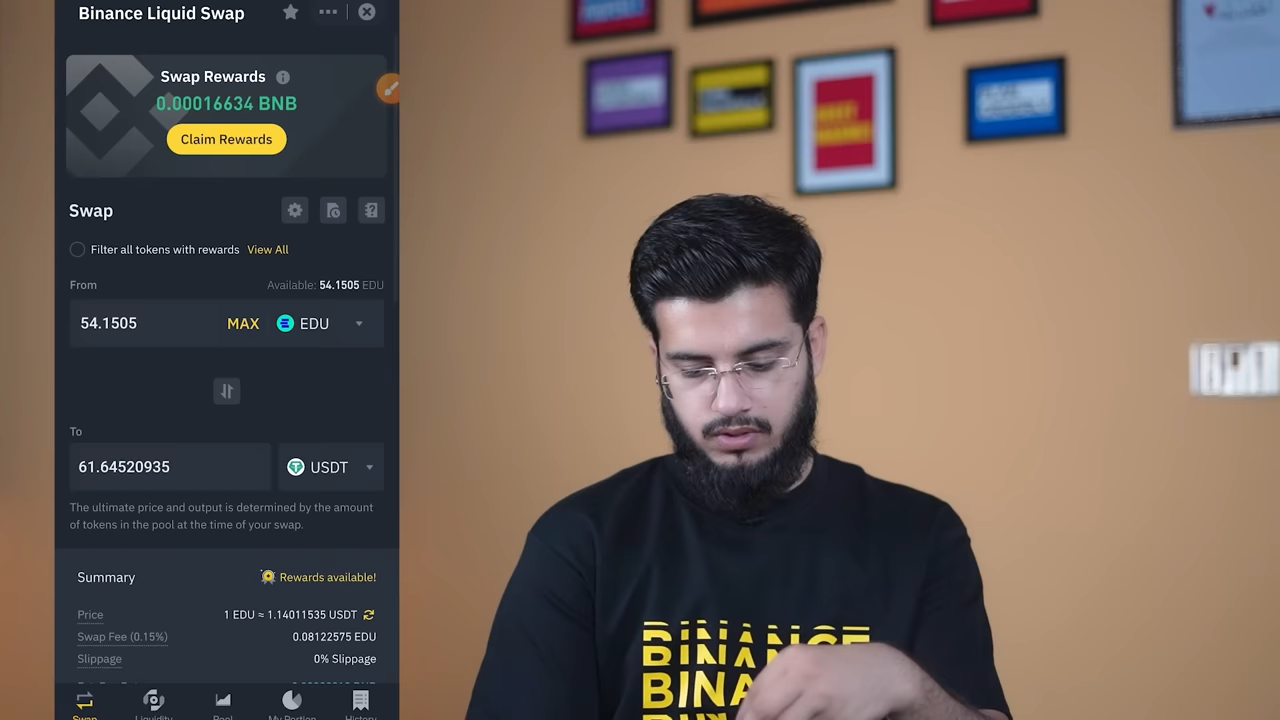 Binance Liquid Swap
Swap Rewards
0.00016634 BNB
Claim Rewards
Swap
Filter all tokens with rewards View All
From
Available: 54.1505 EDU
54.1505
MAX
EDU
To
61.64520935
USDT
The ultimate price and output is determined by the amount
of tokens in the pool at the time of your swap.
Summary
Rewards available!
Price
1 EDU ≈ 1.14011535 USDT
Swap Fee (0.15%)
0.08122575 EDU
Slippage
0% Slippage
Swap
Liquidity
Pool
My Portion
History
BINANCE